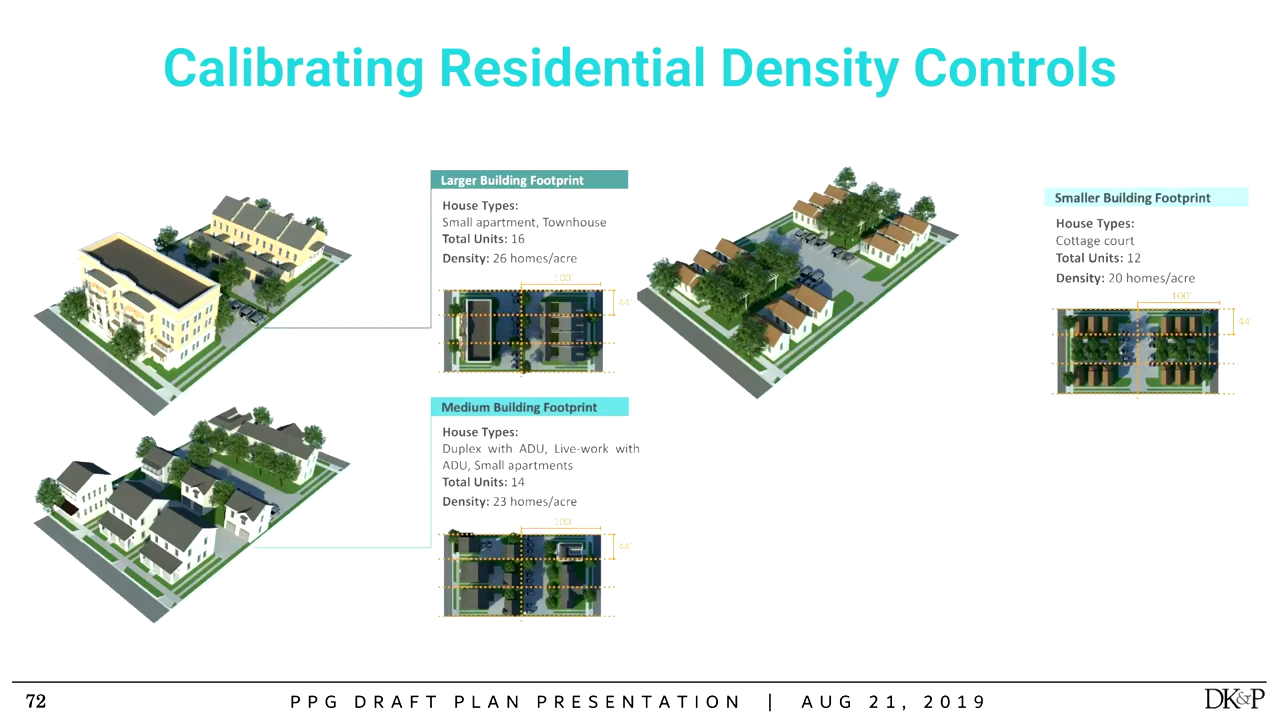 Calibrating Residential Density Controls
Larger Building Footprint
House Types:
Small apartment, Townhouse
Total Units: 16
Density: 26 homes/acre
100'
44'
Medium Building Footprint
House Types:
Duplex with ADU, Live-work with
ADU, Small apartments
Total Units: 14
Density: 23 homes/acre
100'
44'
Smaller Building Footprint
House Types:
Cottage court
Total Units: 12
Density: 20 homes/acre
100'
44'
72
PPG DRAFT PLAN PRESENTATION | AUG 21, 2019
DK&P